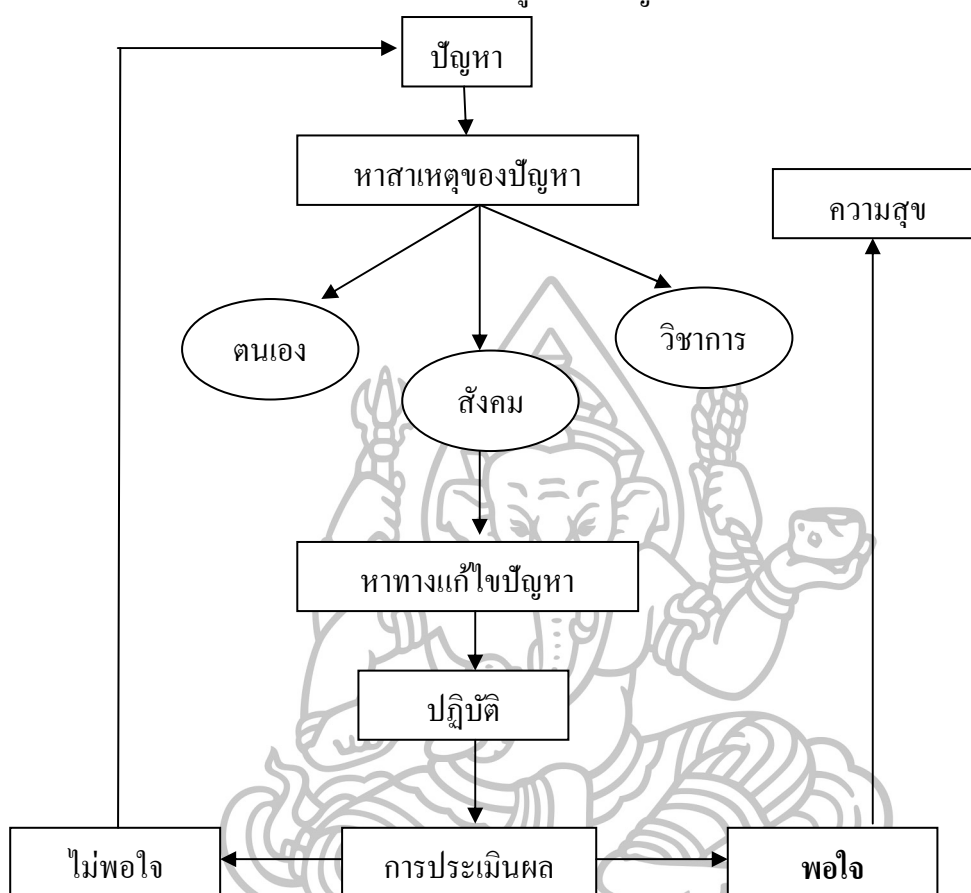 ปัญหา
หาสาเหตุของปัญหา
ความสุข
ตนเอง
สังคม
วิชาการ
หาทางแก้ไขปัญหา
ปฏิบัติ
ไม่พอใจ
การประเมินผล
พอใจ